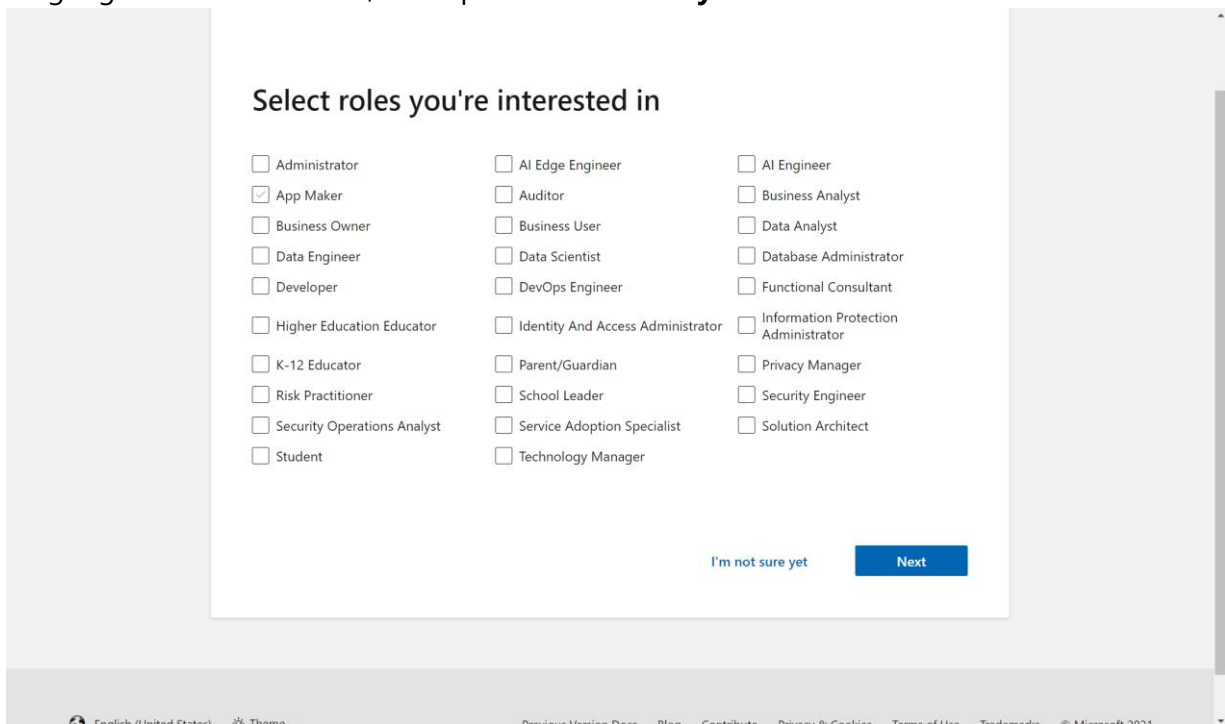 Select roles you're interested in
Administrator AI Edge Engineer AI Engineer
App Maker Auditor Business Analyst
Business Owner Business User Data Analyst
Data Engineer Data Scientist Database Administrator
Developer DevOps Engineer Functional Consultant
Higher Education Educator Identity And Access Administrator Information Protection
Administrator
K-12 Educator Parent/Guardian Privacy Manager
Risk Practitioner School Leader Security Engineer
Security Operations Analyst Service Adoption Specialist Solution Architect
Student Technology Manager
I'm not sure yet Next
English (United States) Theme Previous Version Docs Blog Contribute Privacy & Cookies Terms of Use Trademarks © Microsoft 2021